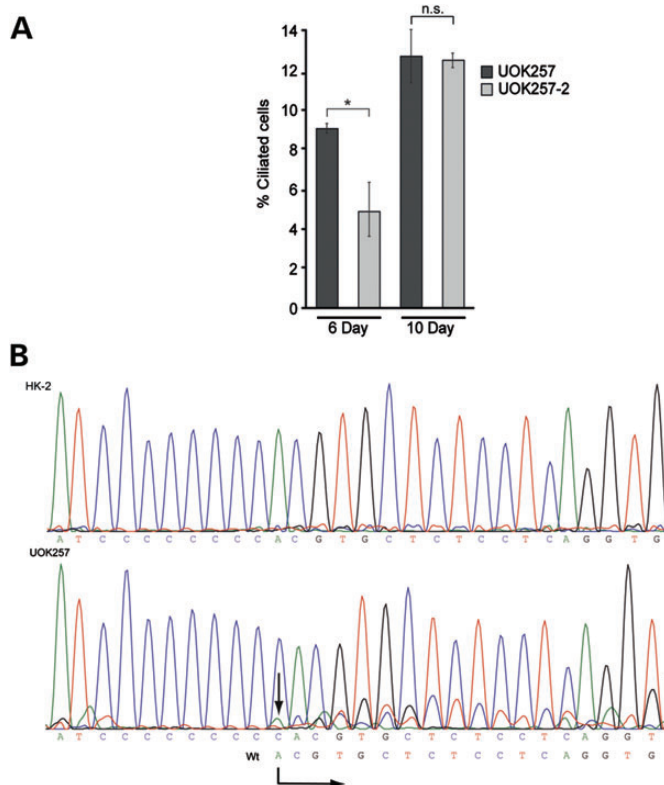 A
14
12
10
8
6
4
2
0
% Ciliated cells
*
n.s.
UOK257
UOK257-2
6 Day
10 Day
B
HK-2
A T C C C C C C C C A C G T G C T C T C C T C A G G T G
UOK257
A T C C C C C C C C C A C G T G C T C T C C T C A G G T
Wt A C G T G C T C T C C T C A G G T G